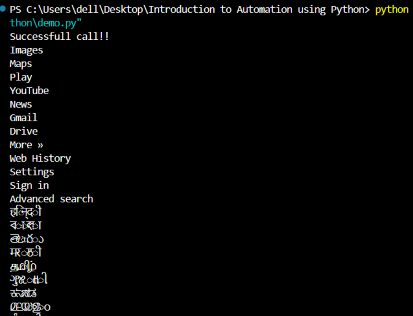 PS C:\Users\dell\Desktop\Introduction to Automation using Python> python
thon\demo.py"
Successfull call!!
Images
Maps
Play
YouTube
News
Gmail
Drive
More »
Web History
Settings
Sign in
Advanced search
हिन्दी
বাংলা
తెలుగు
मराठी
தமிழ்
ગુજરાતી
ಕನ್ನಡ
മലയാളം